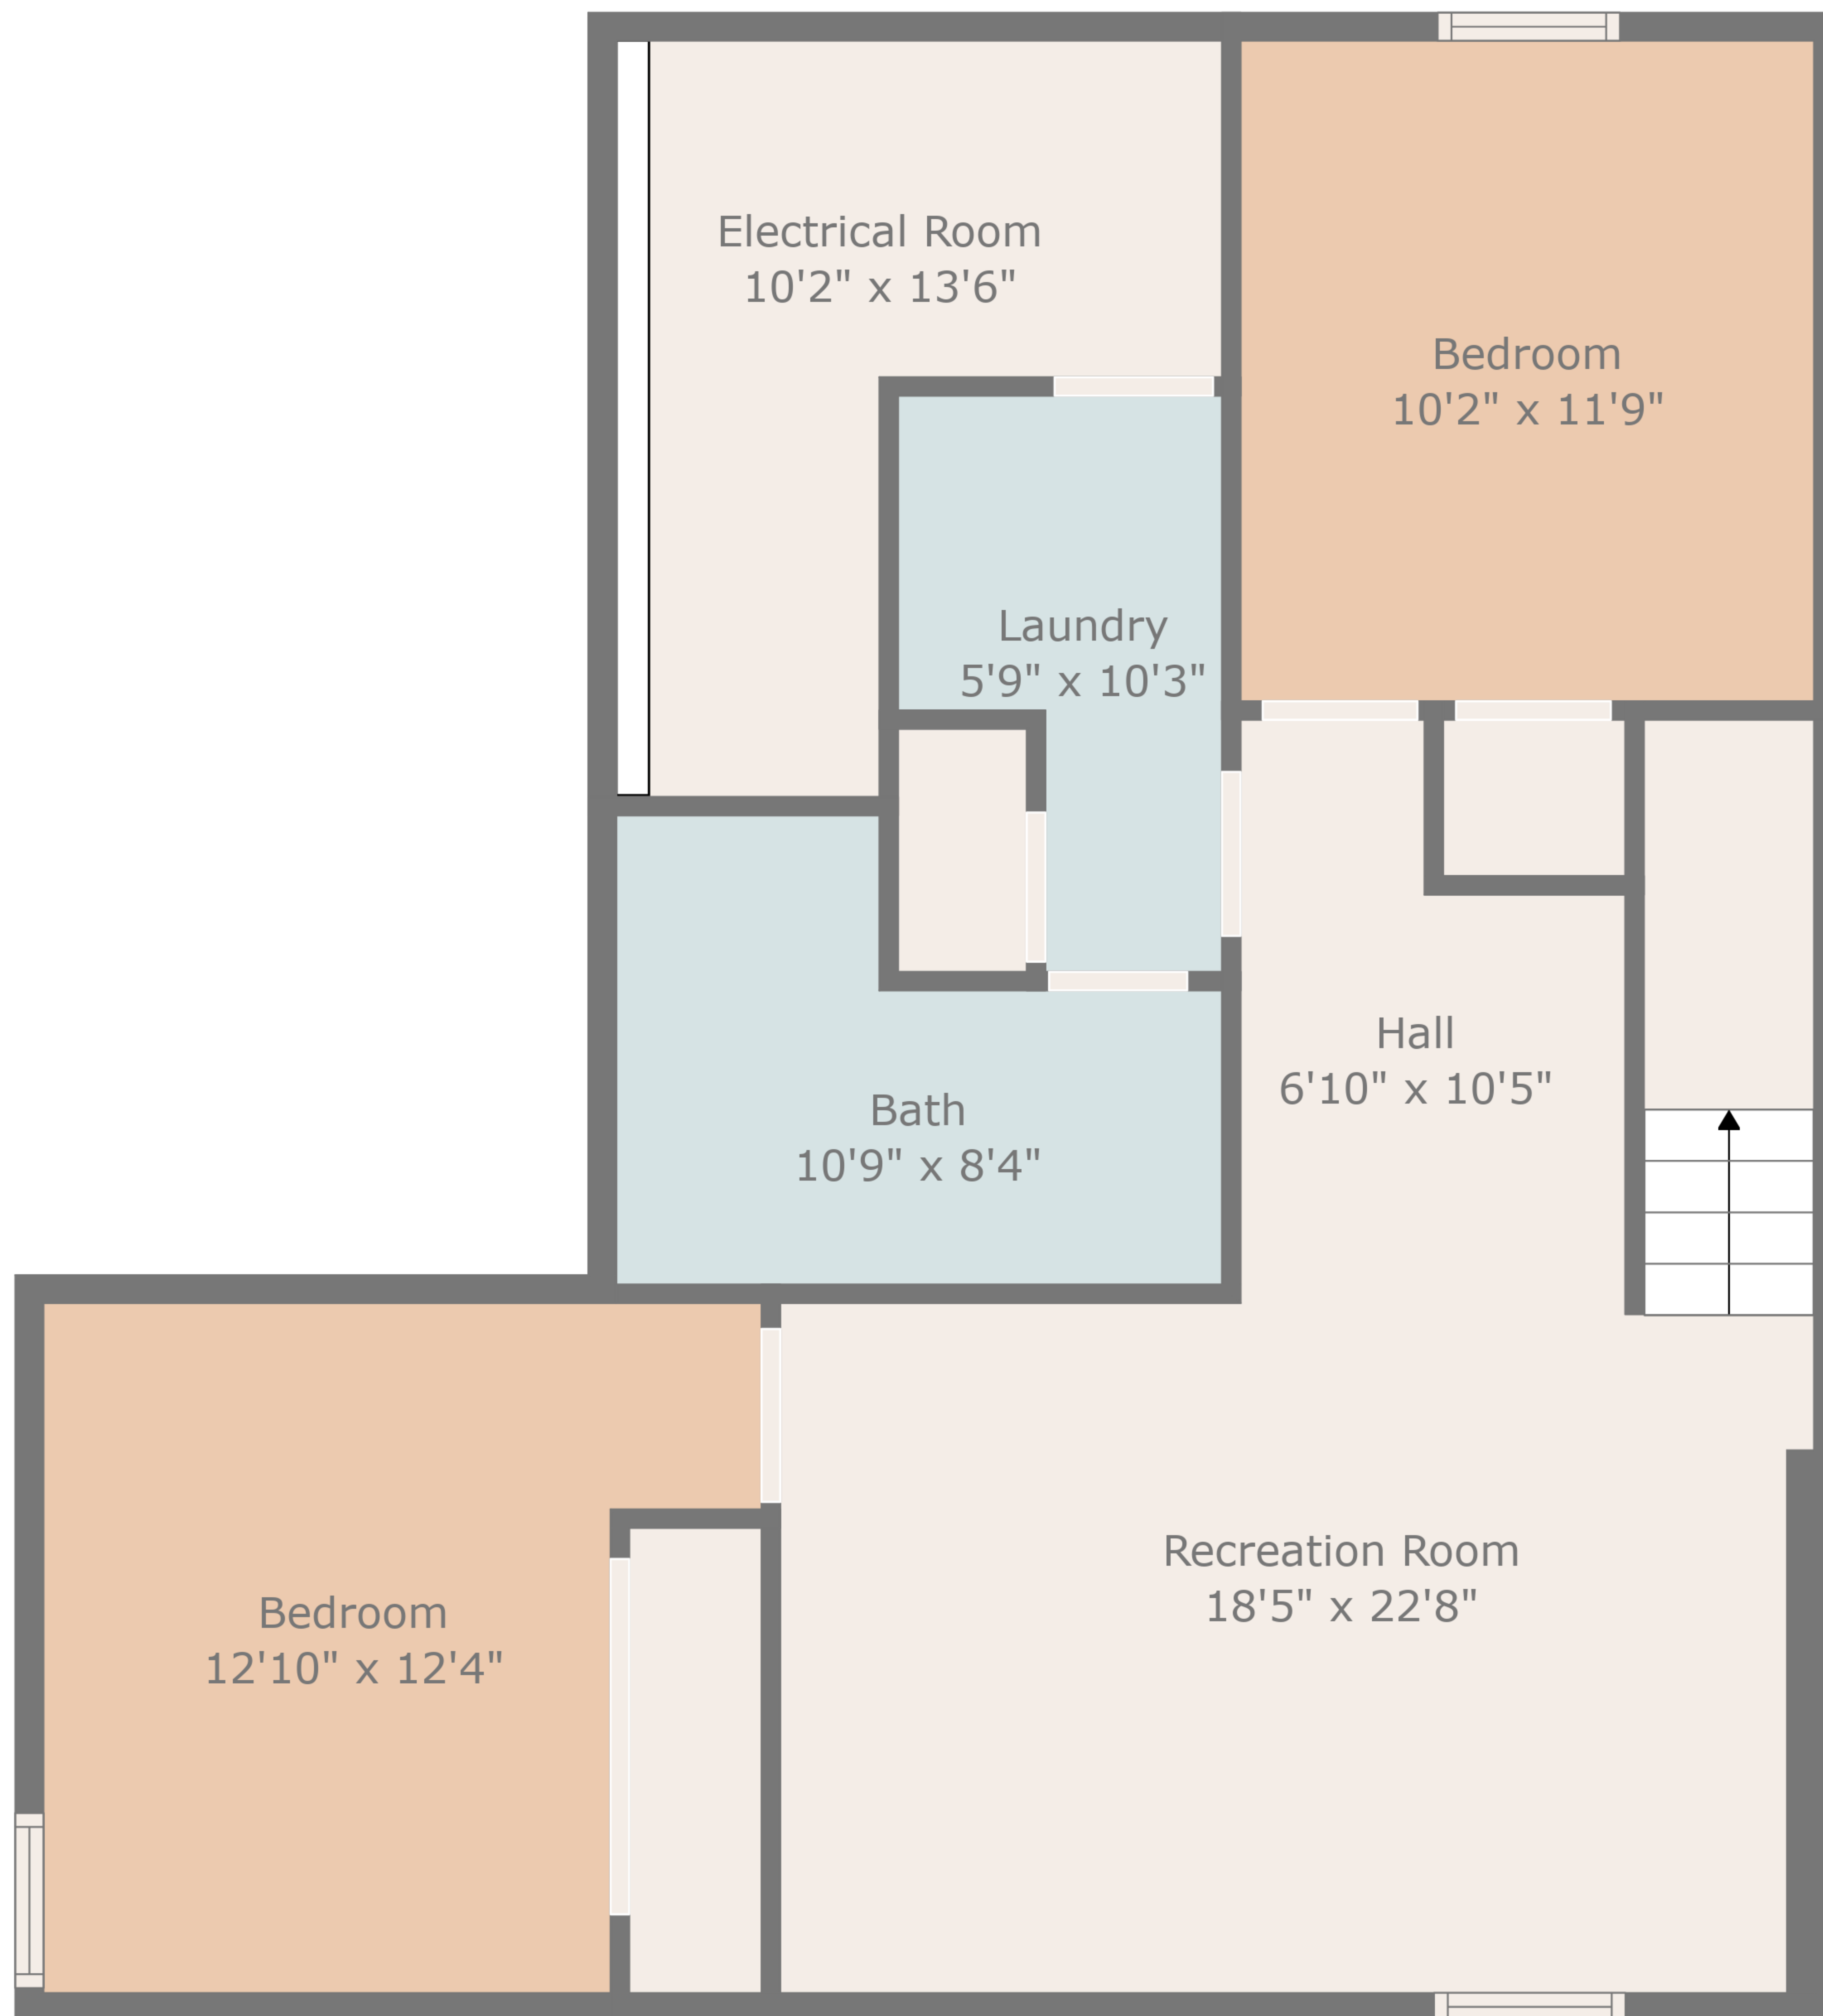 Electrical Room
10'2" x 13'6"
Bedroom
10'2" x 11'9"
Laundry
5'9" x 10'3"
Hall
6'10" x 10'5"
Bath
10'9" x 8'4"
Recreation Room
18'5" x 22'8"
Bedroom
12'10" x 12'4"